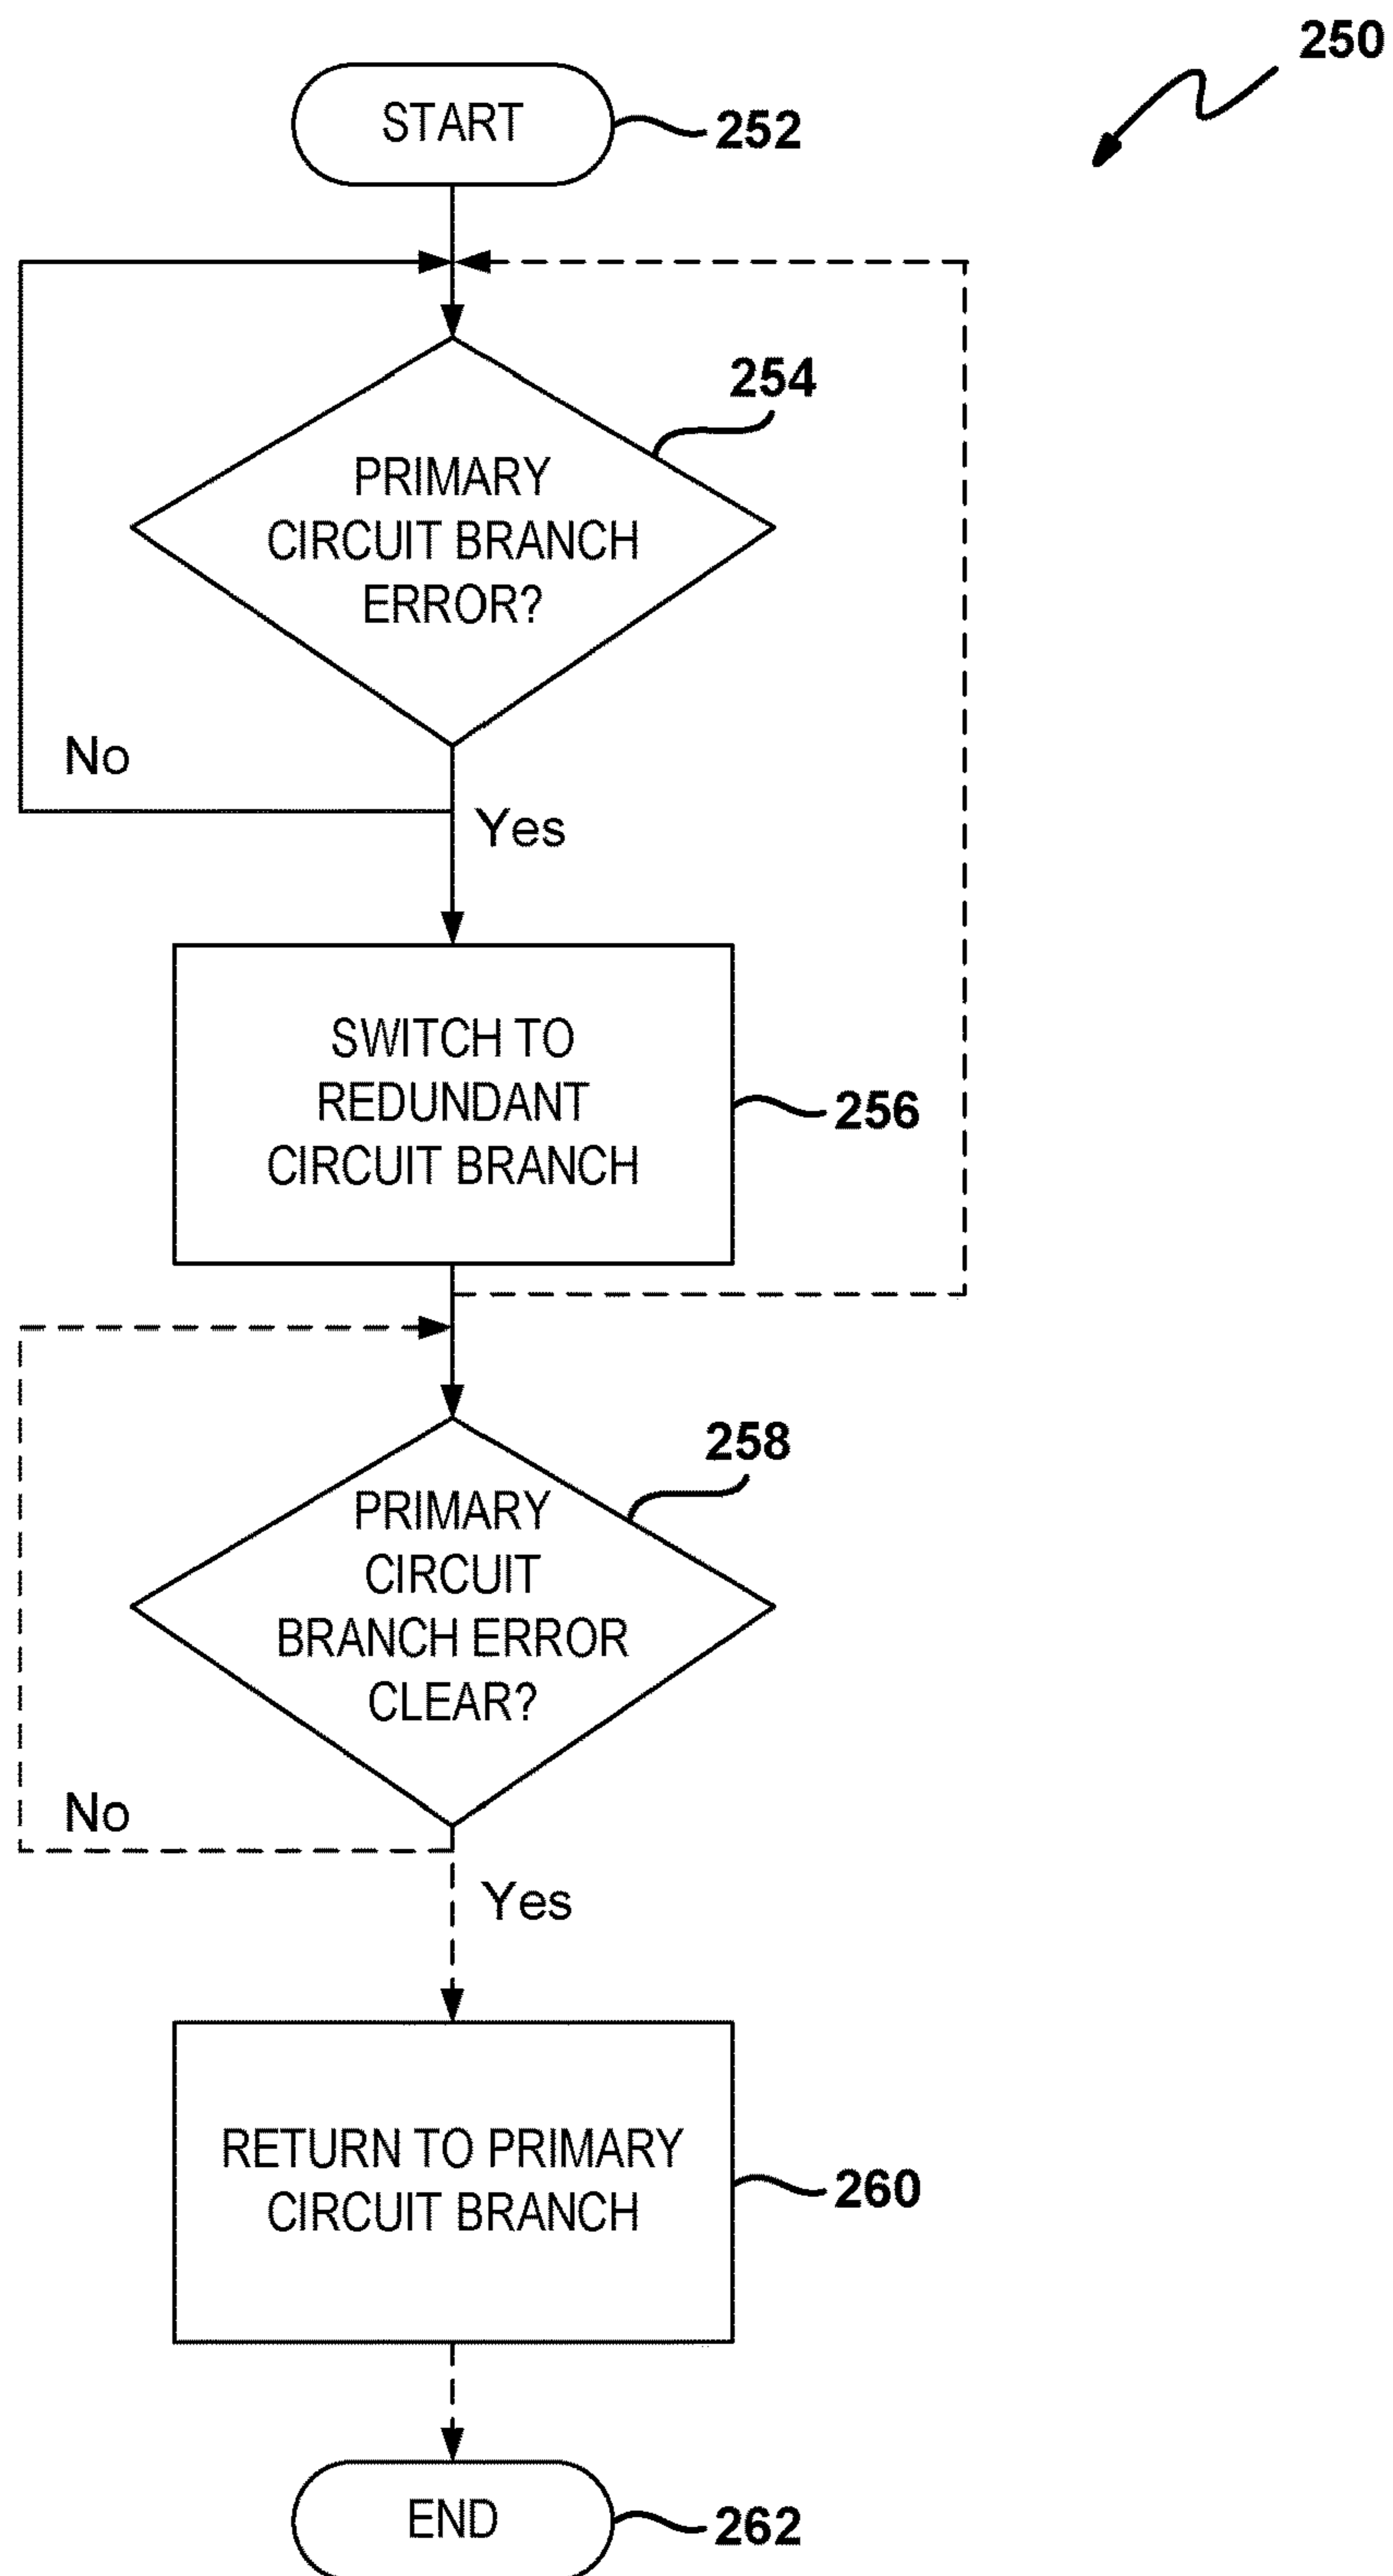 250
START
252
254
PRIMARY
CIRCUIT BRANCH
ERROR?
No
Yes
SWITCH TO
REDUNDANT
CIRCUIT BRANCH
256
258
PRIMARY
CIRCUIT
BRANCH ERROR
CLEAR?
No
Yes
RETURN TO PRIMARY
CIRCUIT BRANCH
260
END
262